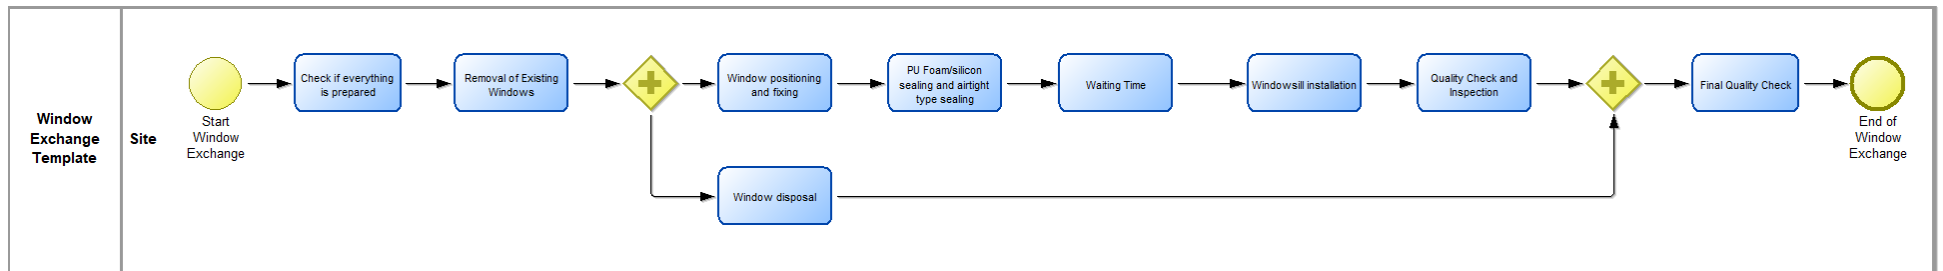 Window
Exchange
Template
Site
Start
Window
Exchange
Check if everything
is prepared
Removal of Existing
Windows
Window positioning
and fixing
PU Foam/silicon
sealing and airtight
type sealing
Waiting Time
Windowsill installation
Quality Check and
Inspection
Final Quality Check
End of
Window
Exchange
Window disposal